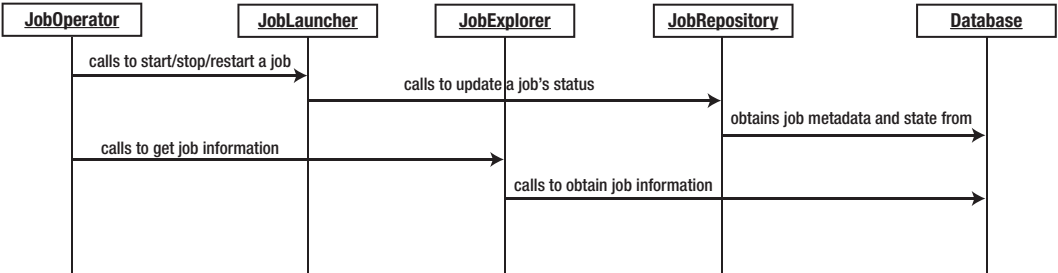 JobOperator
JobLauncher
JobExplorer
JobRepository
Database
calls to start/stop/restart a job
calls to update a job's status
obtains job metadata and state from
calls to get job information
calls to obtain job information